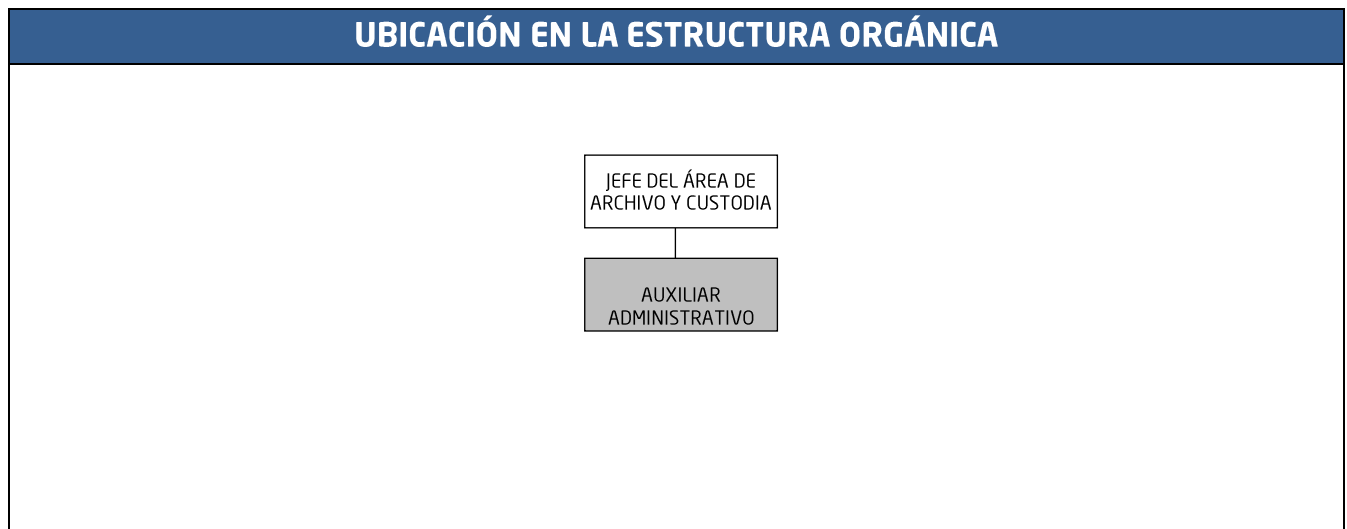 UBICACIÓN EN LA ESTRUCTURA ORGÁNICA
JEFE DEL ÁREA DE
ARCHIVO Y CUSTODIA
AUXILIAR
ADMINISTRATIVO